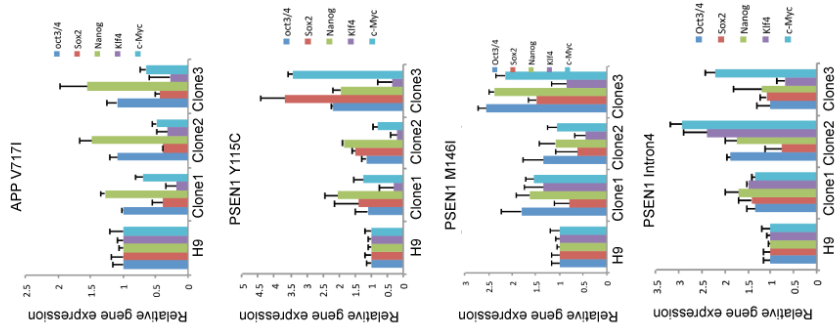 APP V717I
oct3/4
Sox2
Nanog
Klf4
c-Myc
Relative gene expression
2.5
2
1.5
1
0.5
0
H9 Clone1 Clone2 Clone3
PSEN1 Y115C
oct3/4
Sox2
Nanog
Klf4
c-Myc
Relative gene expression
5
4.5
4
3.5
3
2.5
2
1.5
1
0.5
0
H9 Clone1 Clone2 Clone3
PSEN1 M146I
Oct3/4
Sox2
Nanog
Klf4
c-Myc
Relative gene expression
3
2.5
2
1.5
1
0.5
0
H9 Clone1 Clone2 Clone3
PSEN1 Intron4
Oct3/4
Sox2
Nanog
Klf4
c-Myc
Relative gene expression
3.5
3
2.5
2
1.5
1
0.5
0
H9 Clone1 Clone2 Clone3